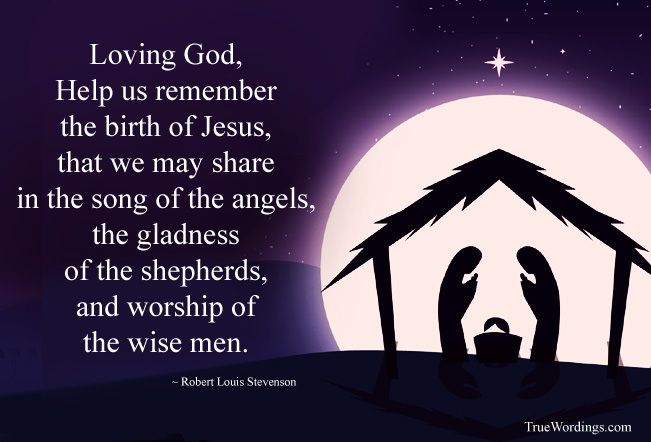 Loving God,
Help us remember
the birth of Jesus,
that we may share
in the song of the angels,
the gladness
of the shepherds,
and worship of
the wise men.
~ Robert Louis Stevenson
TrueWordings.com